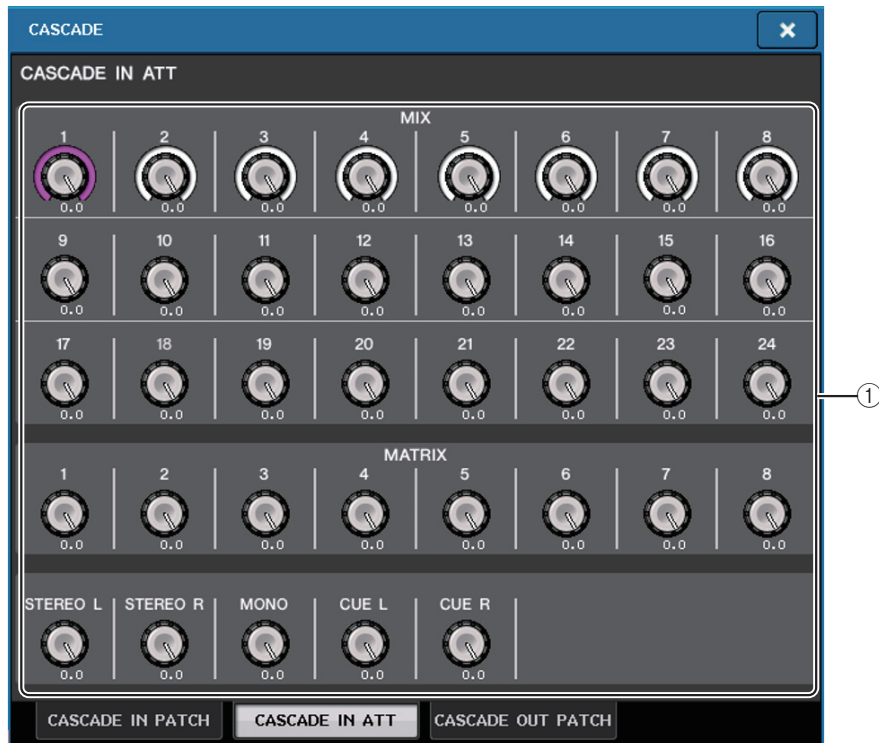 CASCADE
CASCADE IN ATT
MIX
1 2 3 4 5 6 7 8
0.0 0.0 0.0 0.0 0.0 0.0 0.0 0.0
9 10 11 12 13 14 15 16
0.0 0.0 0.0 0.0 0.0 0.0 0.0 0.0
17 18 19 20 21 22 23 24
0.0 0.0 0.0 0.0 0.0 0.0 0.0 0.0
①
MATRIX
1 2 3 4 5 6 7 8
0.0 0.0 0.0 0.0 0.0 0.0 0.0 0.0
STEREO L STEREO R MONO CUE L CUE R
0.0 0.0 0.0 0.0 0.0
CASCADE IN PATCH CASCADE IN ATT CASCADE OUT PATCH